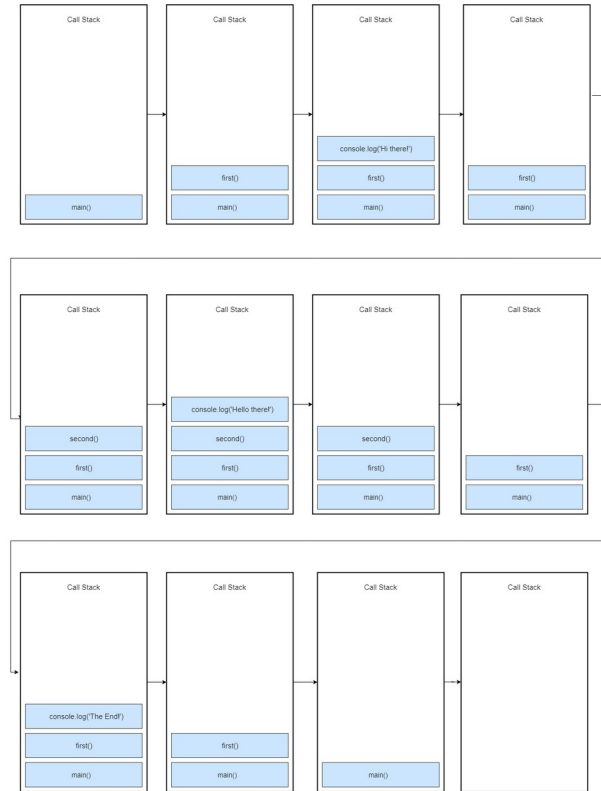 Call Stack
main()
Call Stack
first()
main()
Call Stack
console.log('Hi there!')
first()
main()
Call Stack
first()
main()
Call Stack
second()
first()
main()
Call Stack
console.log('Hello there!')
second()
first()
main()
Call Stack
second()
first()
main()
Call Stack
first()
main()
Call Stack
console.log('The End!')
first()
main()
Call Stack
first()
main()
Call Stack
main()
Call Stack